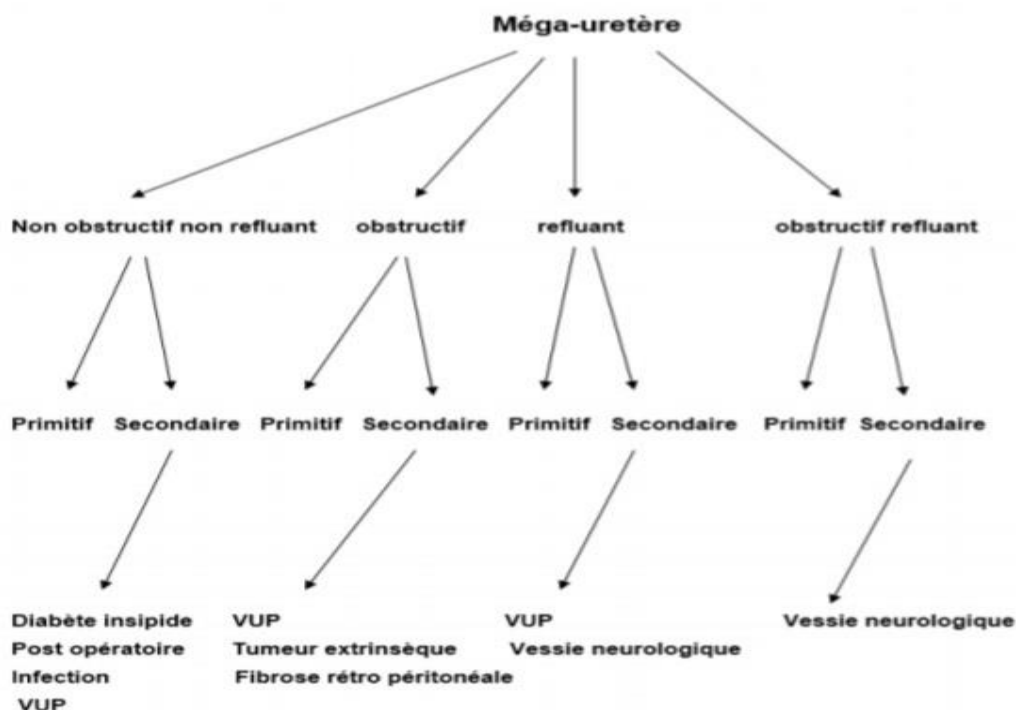 Méga-uretère
Non obstructif non refluant obstructif refluant obstructif refluant
Primitif Secondaire Primitif Secondaire Primitif Secondaire Primitif Secondaire
Diabète insipide VUP VUP Vessie neurologique
Post opératoire Tumeur extrinsèque Vessie neurologique
Infection Fibrose rétro péritonéale
VUP